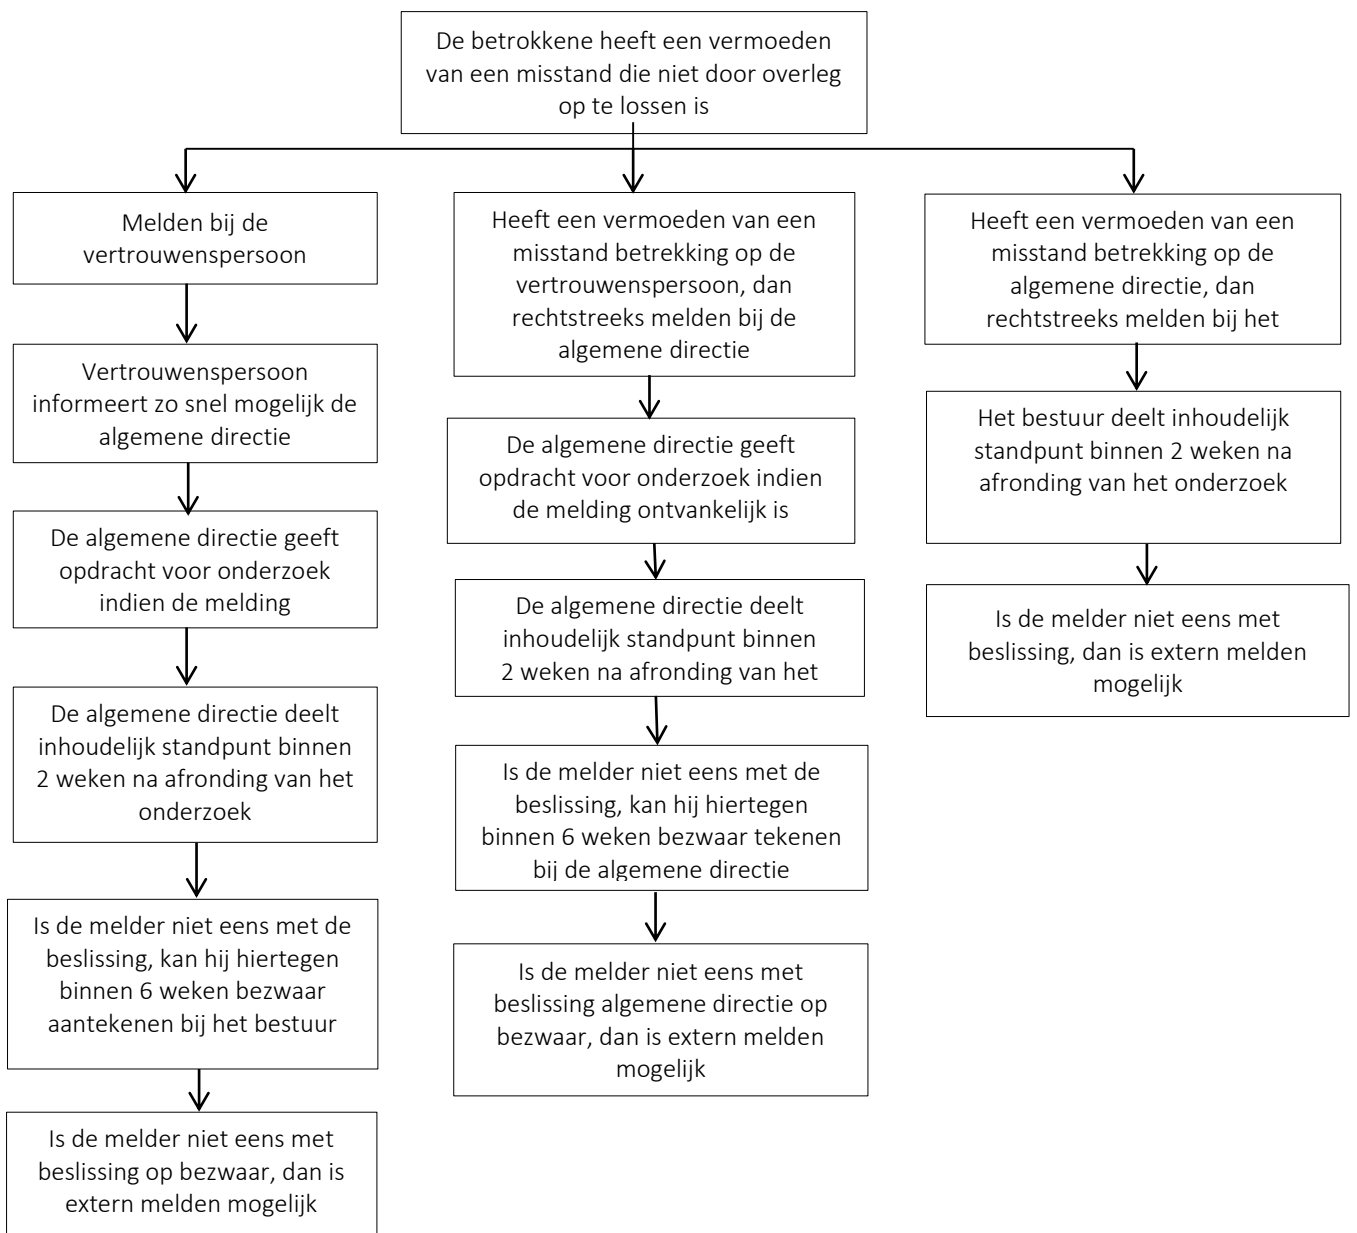 De betrokkene heeft een vermoeden
van een misstand die niet door overleg
op te lossen is
Melden bij de
vertrouwenspersoon
Vertrouwenspersoon
informeert zo snel mogelijk de
algemene directie
De algemene directie geeft
opdracht voor onderzoek
indien de melding
De algemene directie deelt
inhoudelijk standpunt binnen
2 weken na afronding van het
onderzoek
Is de melder niet eens met de
beslissing, kan hij hiertegen
binnen 6 weken bezwaar
aantekenen bij het bestuur
Is de melder niet eens met
beslissing op bezwaar, dan is
extern melden mogelijk
Heeft een vermoeden van een
misstand betrekking op de
vertrouwenspersoon, dan
rechtstreeks melden bij de
algemene directie
De algemene directie geeft
opdracht voor onderzoek indien
de melding ontvankelijk is
De algemene directie deelt
inhoudelijk standpunt binnen
2 weken na afronding van het
Is de melder niet eens met de
beslissing, kan hij hiertegen
binnen 6 weken bezwaar tekenen
bij de algemene directie
Is de melder niet eens met
beslissing algemene directie op
bezwaar, dan is extern melden
mogelijk
Heeft een vermoeden van een
misstand betrekking op de
algemene directie, dan
rechtstreeks melden bij het
Het bestuur deelt inhoudelijk
standpunt binnen 2 weken na
afronding van het onderzoek
Is de melder niet eens met
beslissing, dan is extern melden
mogelijk